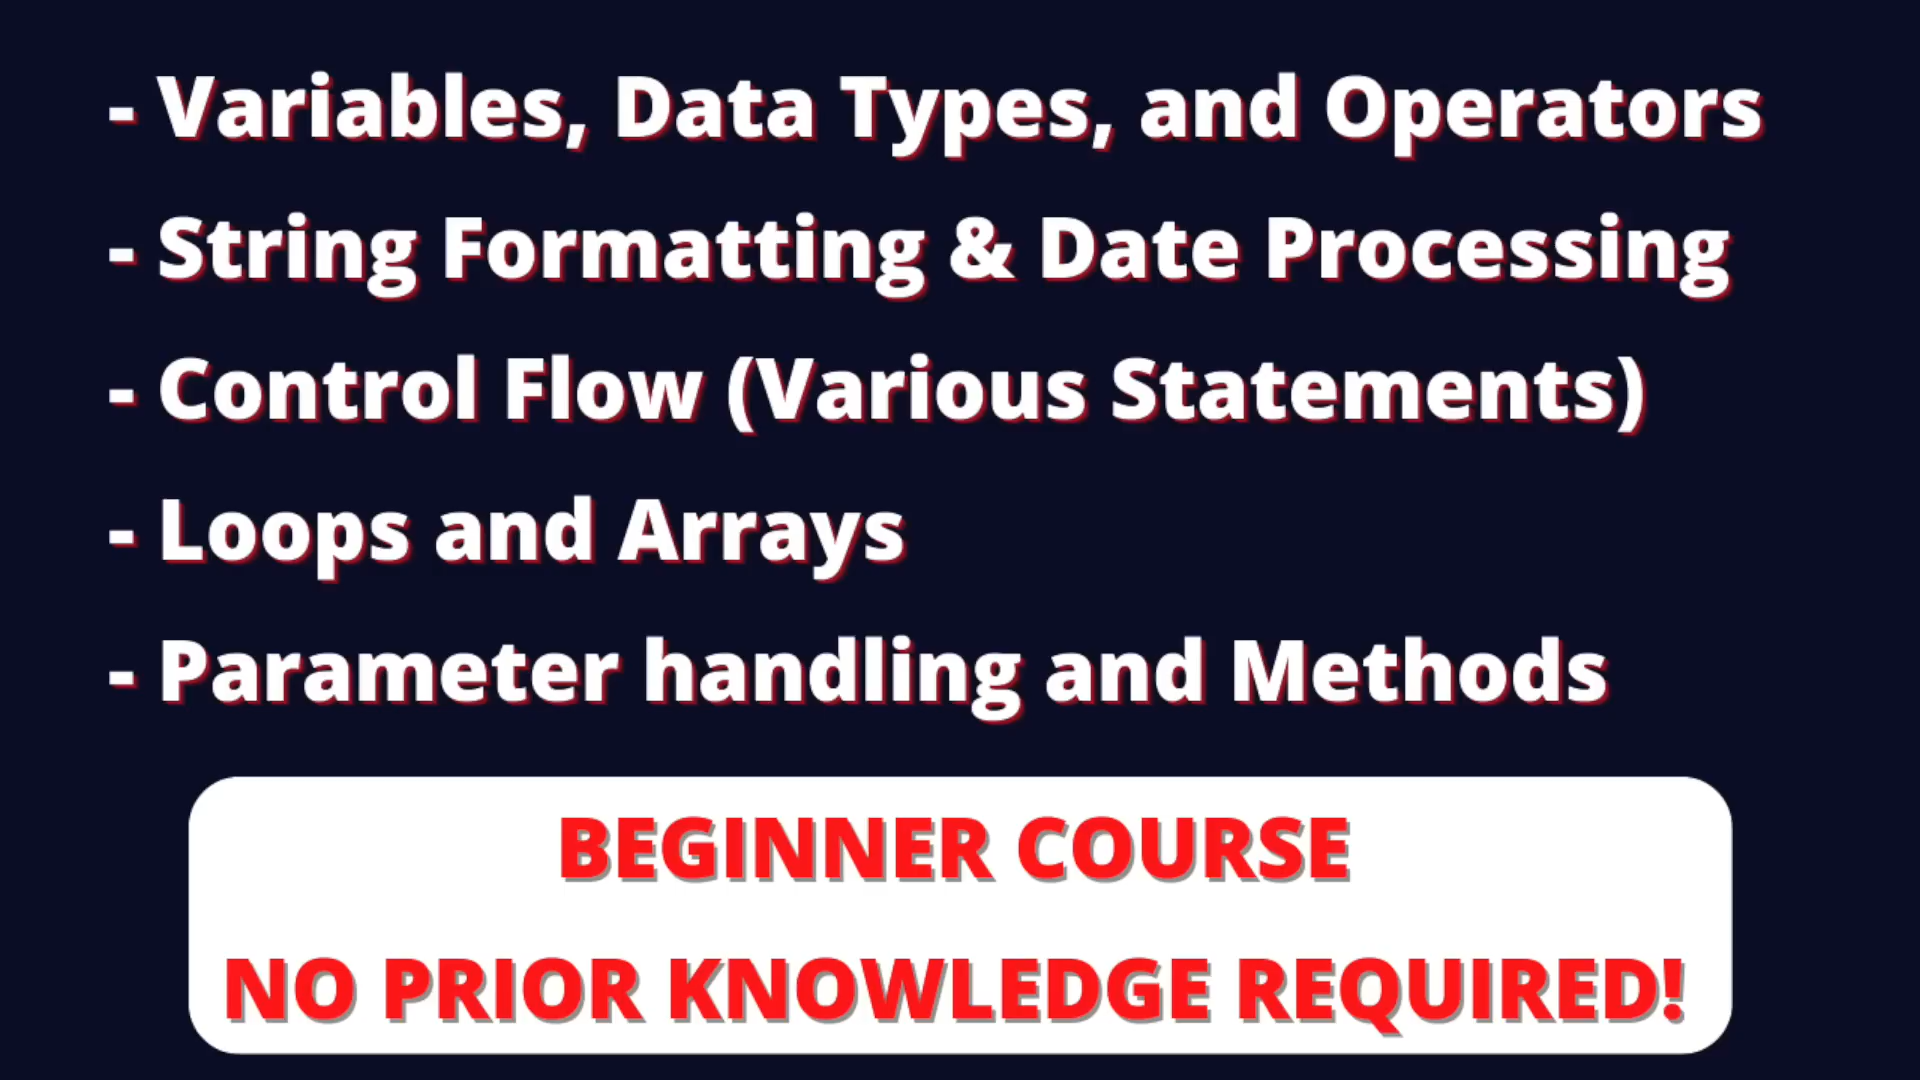 - Variables, Data Types, and Operators
- String Formatting & Date Processing
- Control Flow (Various Statements)
- Loops and Arrays
- Parameter handling and Methods
BEGINNER COURSE
NO PRIOR KNOWLEDGE REQUIRED!